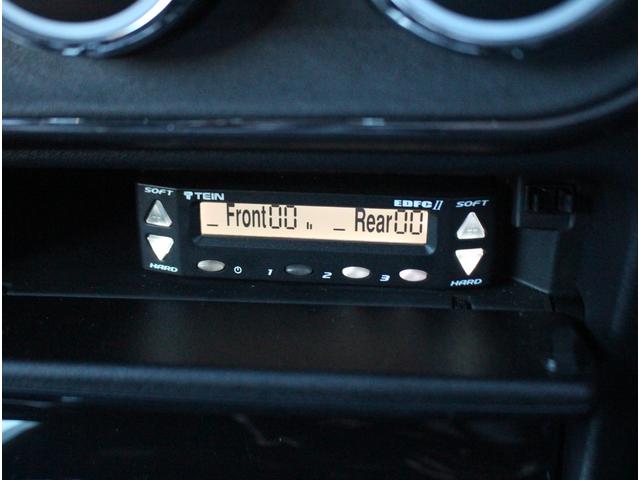 SOFT TEIN EDFC II SOFT
_ Front00 _ Rear00
HARD 1 2 3 HARD